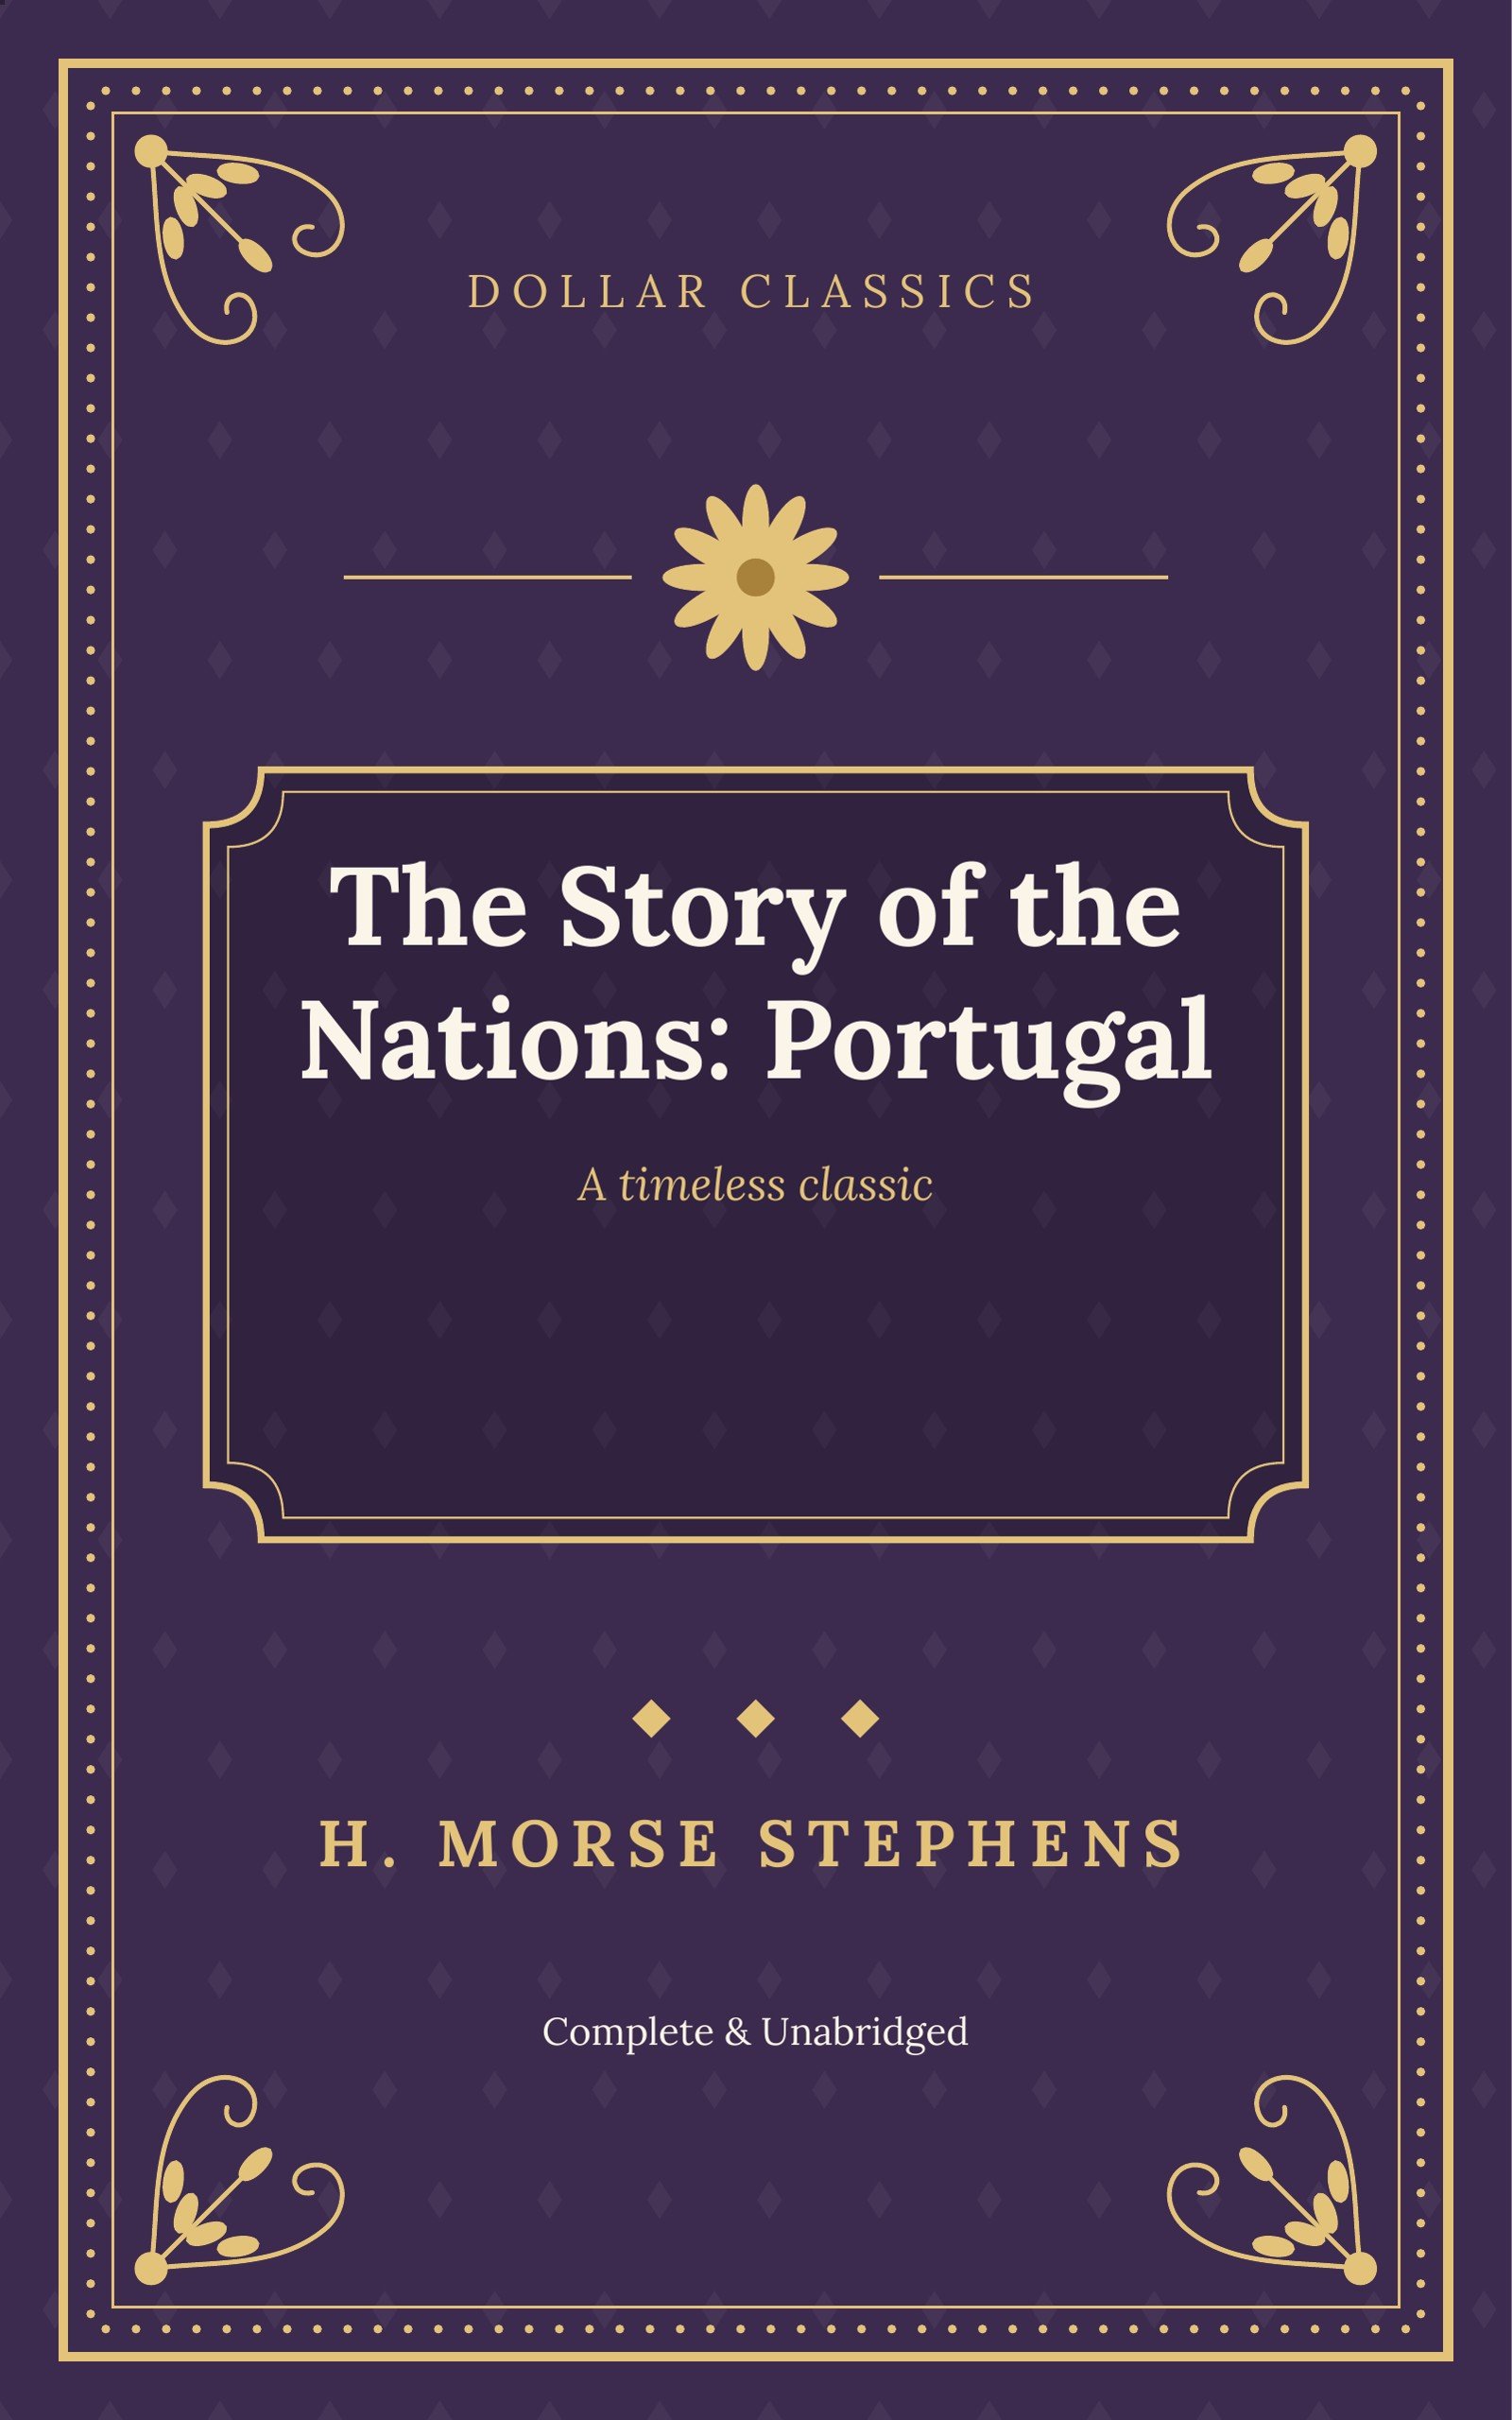 DOLLAR CLASSICS
The Story of the
Nations: Portugal
A timeless classic
H. MORSE STEPHENS
Complete & Unabridged